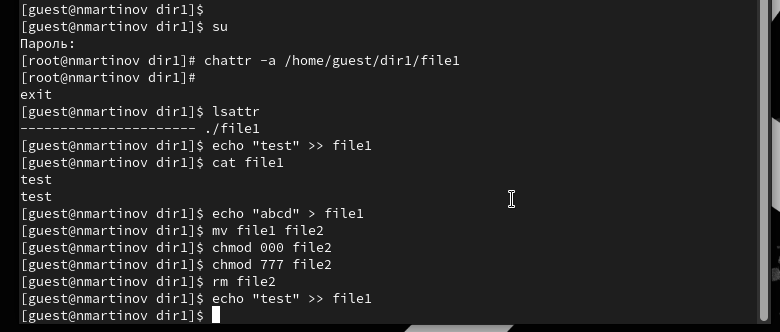 [guest@nmartinov dir1]$
[guest@nmartinov dir1]$ su
Пароль:
[root@nmartinov dir1]# chattr -a /home/guest/dir1/file1
[root@nmartinov dir1]#
exit
[guest@nmartinov dir1]$ lsattr
---------------------- ./file1
[guest@nmartinov dir1]$ echo "test" >> file1
[guest@nmartinov dir1]$ cat file1
test
test
[guest@nmartinov dir1]$ echo "abcd" > file1
[guest@nmartinov dir1]$ mv file1 file2
[guest@nmartinov dir1]$ chmod 000 file2
[guest@nmartinov dir1]$ chmod 777 file2
[guest@nmartinov dir1]$ rm file2
[guest@nmartinov dir1]$ echo "test" >> file1
[guest@nmartinov dir1]$